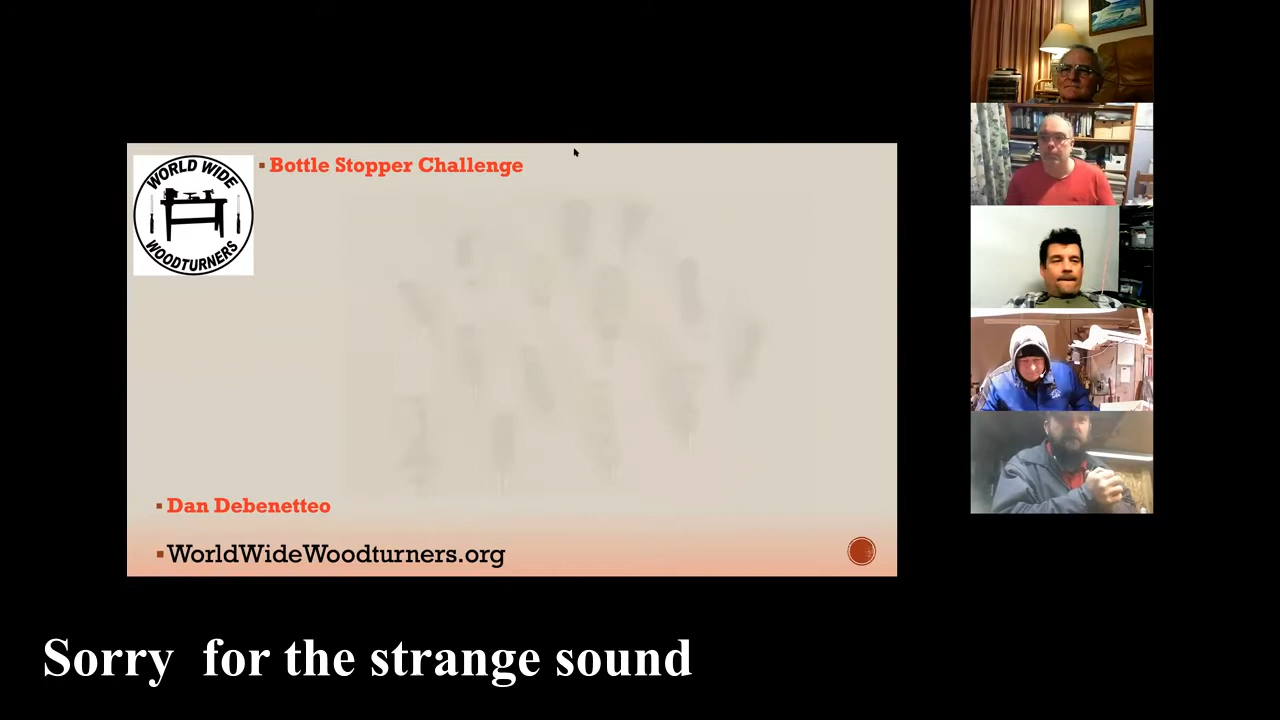 WORLD WIDE
WOODTURNERS
Bottle Stopper Challenge
Dan Debenetteo
WorldWideWoodturners.org
Sorry for the strange sound